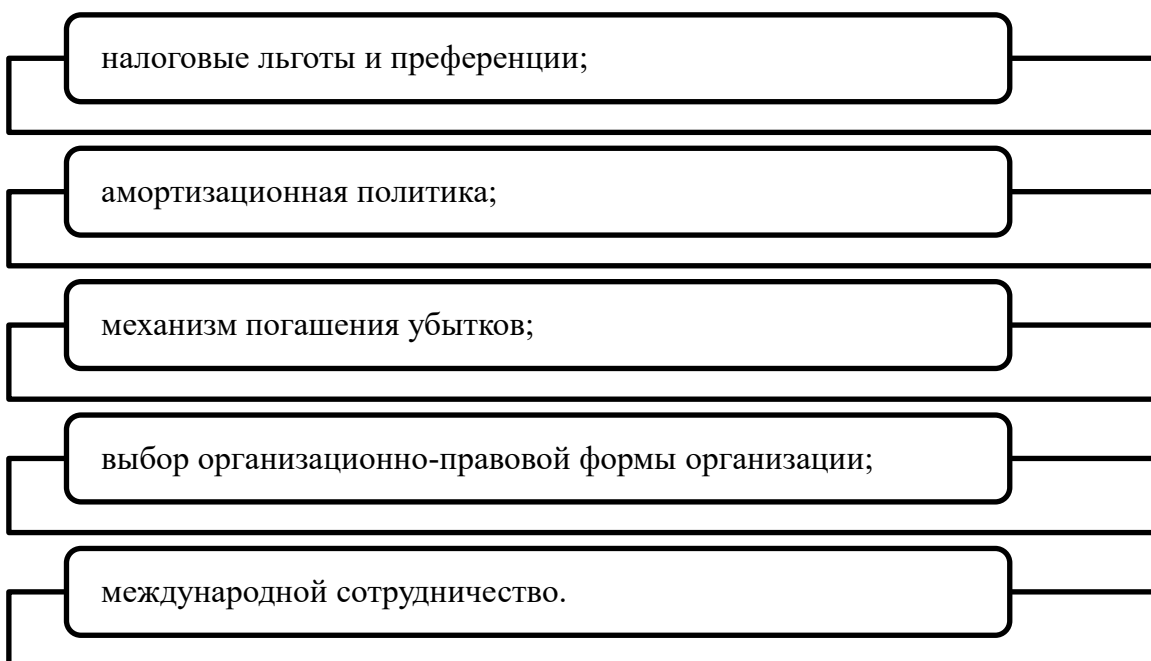 налоговые льготы и преференции;
амортизационная политика;
механизм погашения убытков;
выбор организационно-правовой формы организации;
международной сотрудничество.